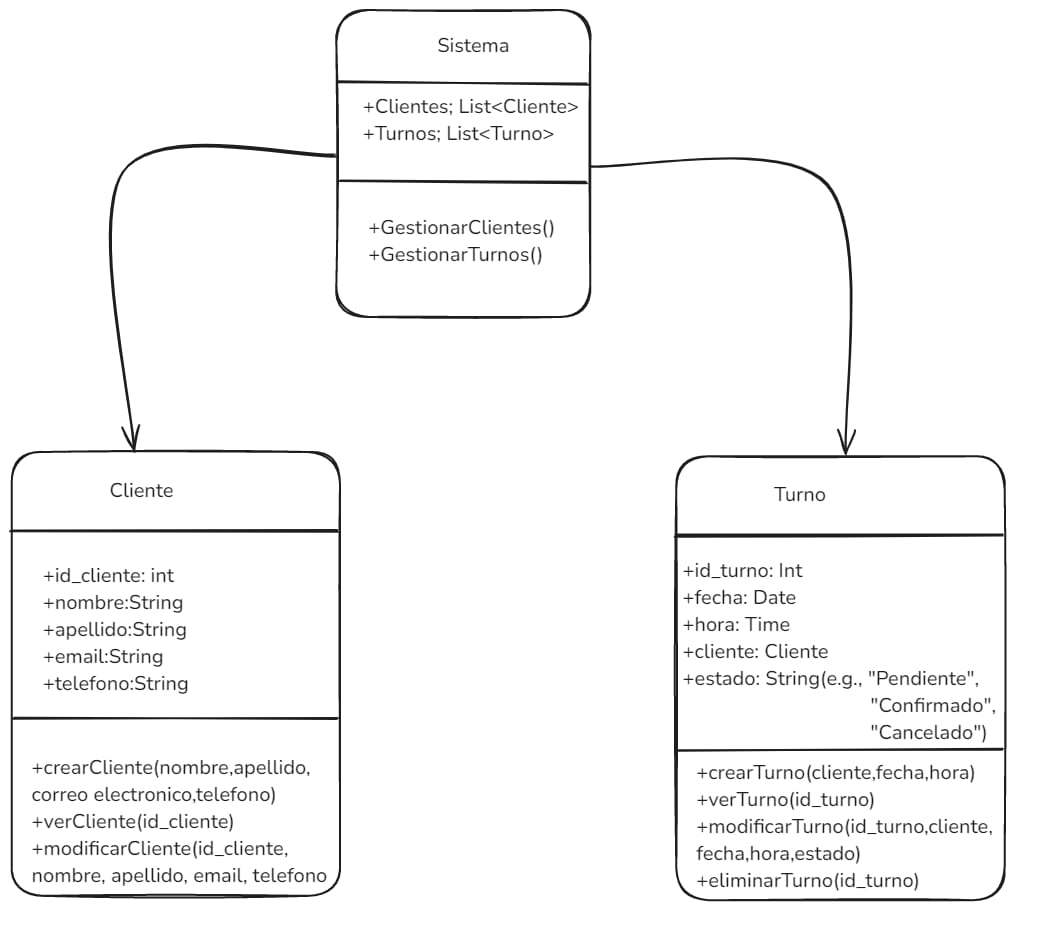 Sistema
+Clientes; List<Cliente>
+Turnos; List<Turno>
+GestionarClientes()
+GestionarTurnos()
Cliente
+id_cliente: int
+nombre:String
+apellido:String
+email:String
+telefono:String
+crearCliente(nombre,apellido,
correo electronico,telefono)
+verCliente(id_cliente)
+modificarCliente(id_cliente,
nombre, apellido, email, telefono
Turno
+id_turno: Int
+fecha: Date
+hora: Time
+cliente: Cliente
+estado: String(e.g., "Pendiente",
"Confirmado",
"Cancelado")
+crearTurno(cliente,fecha,hora)
+verTurno(id_turno)
+modificarTurno(id_turno,cliente,
fecha,hora,estado)
+eliminarTurno(id_turno)